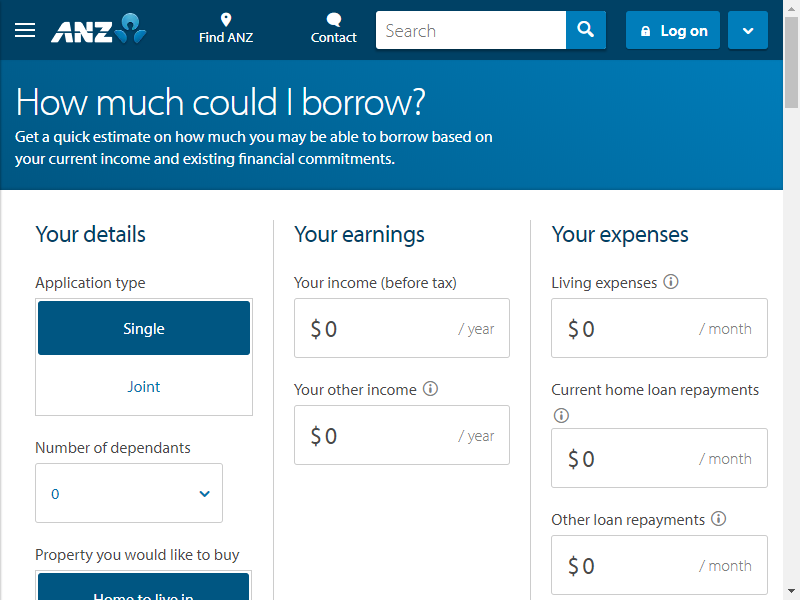 ANZ
Find ANZ
Contact
Search
Log on
How much could I borrow?
Get a quick estimate on how much you may be able to borrow based on
your current income and existing financial commitments.
Your details
Application type
Single
Joint
Number of dependants
0
Property you would like to buy
Home to live in
Your earnings
Your income (before tax)
$ 0 / year
Your other income
$ 0 / year
Your expenses
Living expenses
$ 0 / month
Current home loan repayments
$ 0 / month
Other loan repayments
$ 0 / month